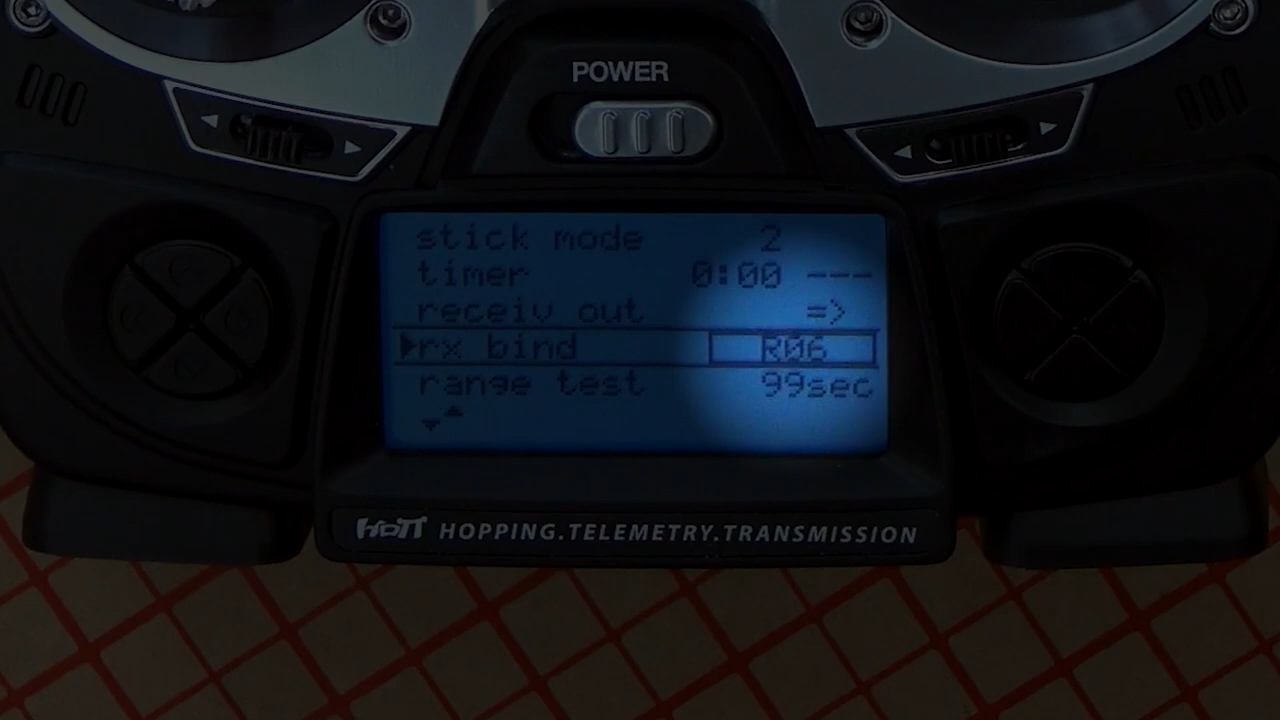 POWER
stick mode 2
timer 0:00 ---
receiv out =>
▶rx bind R06
range test 99sec
HoTT HOPPING.TELEMETRY.TRANSMISSION